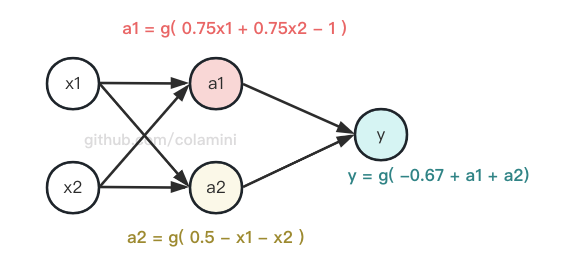 a1 = g( 0.75x1 + 0.75x2 − 1 )
x1
a1
github.com/colamini
y
x2
a2
y = g( −0.67 + a1 + a2)
a2 = g( 0.5 − x1 − x2 )